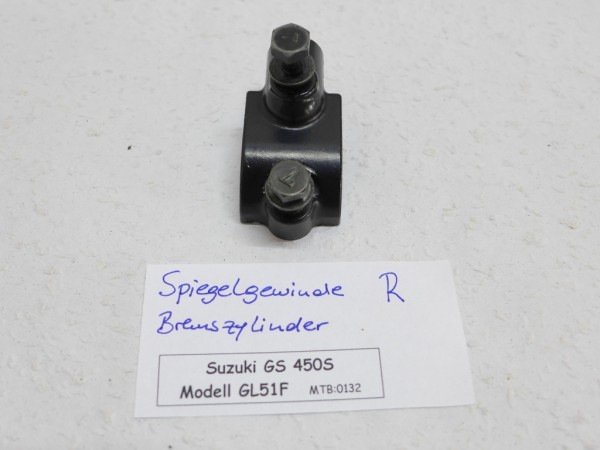 Spiegelgewinde R
Bremszylinder
Suzuki GS 450S
Modell GL51F MTB:0132